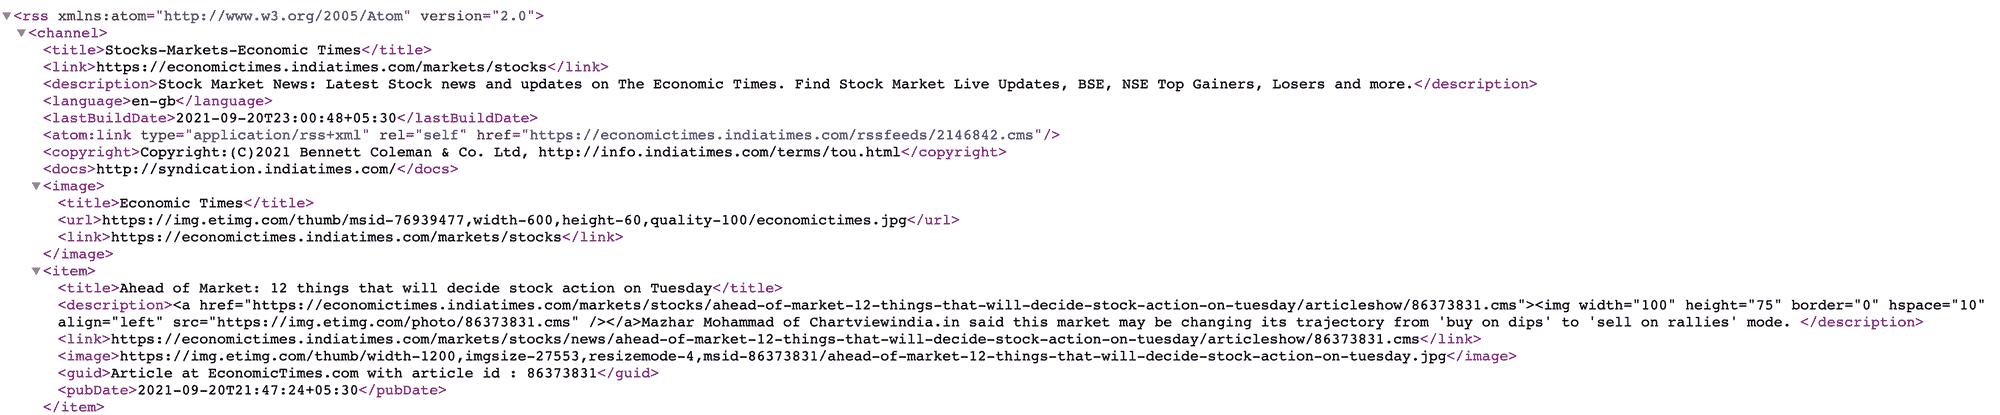 <rss xmlns:atom="http://www.w3.org/2005/Atom" version="2.0">
<channel>
<title>Stocks-Markets-Economic Times</title>
<link>https://economictimes.indiatimes.com/markets/stocks</link>
<description>Stock Market News: Latest Stock news and updates on The Economic Times. Find Stock Market Live Updates, BSE, NSE Top Gainers, Losers and more.</description>
<language>en-gb</language>
<lastBuildDate>2021-09-20T23:00:48+05:30</lastBuildDate>
<atom:link type="application/rss+xml" rel="self" href="https://economictimes.indiatimes.com/rssfeeds/2146842.cms"/>
<copyright>Copyright:(C)2021 Bennett Coleman & Co. Ltd, http://info.indiatimes.com/terms/tou.html</copyright>
<docs>http://syndication.indiatimes.com/</docs>
<image>
<title>Economic Times</title>
<url>https://img.etimg.com/thumb/msid-76939477,width-600,height-60,quality-100/economictimes.jpg</url>
<link>https://economictimes.indiatimes.com/markets/stocks</link>
</image>
<item>
<title>Ahead of Market: 12 things that will decide stock action on Tuesday</title>
<description><a href="https://economictimes.indiatimes.com/markets/stocks/ahead-of-market-12-things-that-will-decide-stock-action-on-tuesday/articleshow/86373831.cms"><img width="100" height="75" border="0" hspace="10"
align="left" src="https://img.etimg.com/photo/86373831.cms" /></a>Mazhar Mohammad of Chartviewindia.in said this market may be changing its trajectory from 'buy on dips' to 'sell on rallies' mode. </description>
<link>https://economictimes.indiatimes.com/markets/stocks/news/ahead-of-market-12-things-that-will-decide-stock-action-on-tuesday/articleshow/86373831.cms</link>
<image>https://img.etimg.com/thumb/width-1200,imgsize-27553,resizemode-4,msid-86373831/ahead-of-market-12-things-that-will-decide-stock-action-on-tuesday.jpg</image>
<guid>Article at EconomicTimes.com with article id : 86373831</guid>
<pubDate>2021-09-20T21:47:24+05:30</pubDate>
</item>